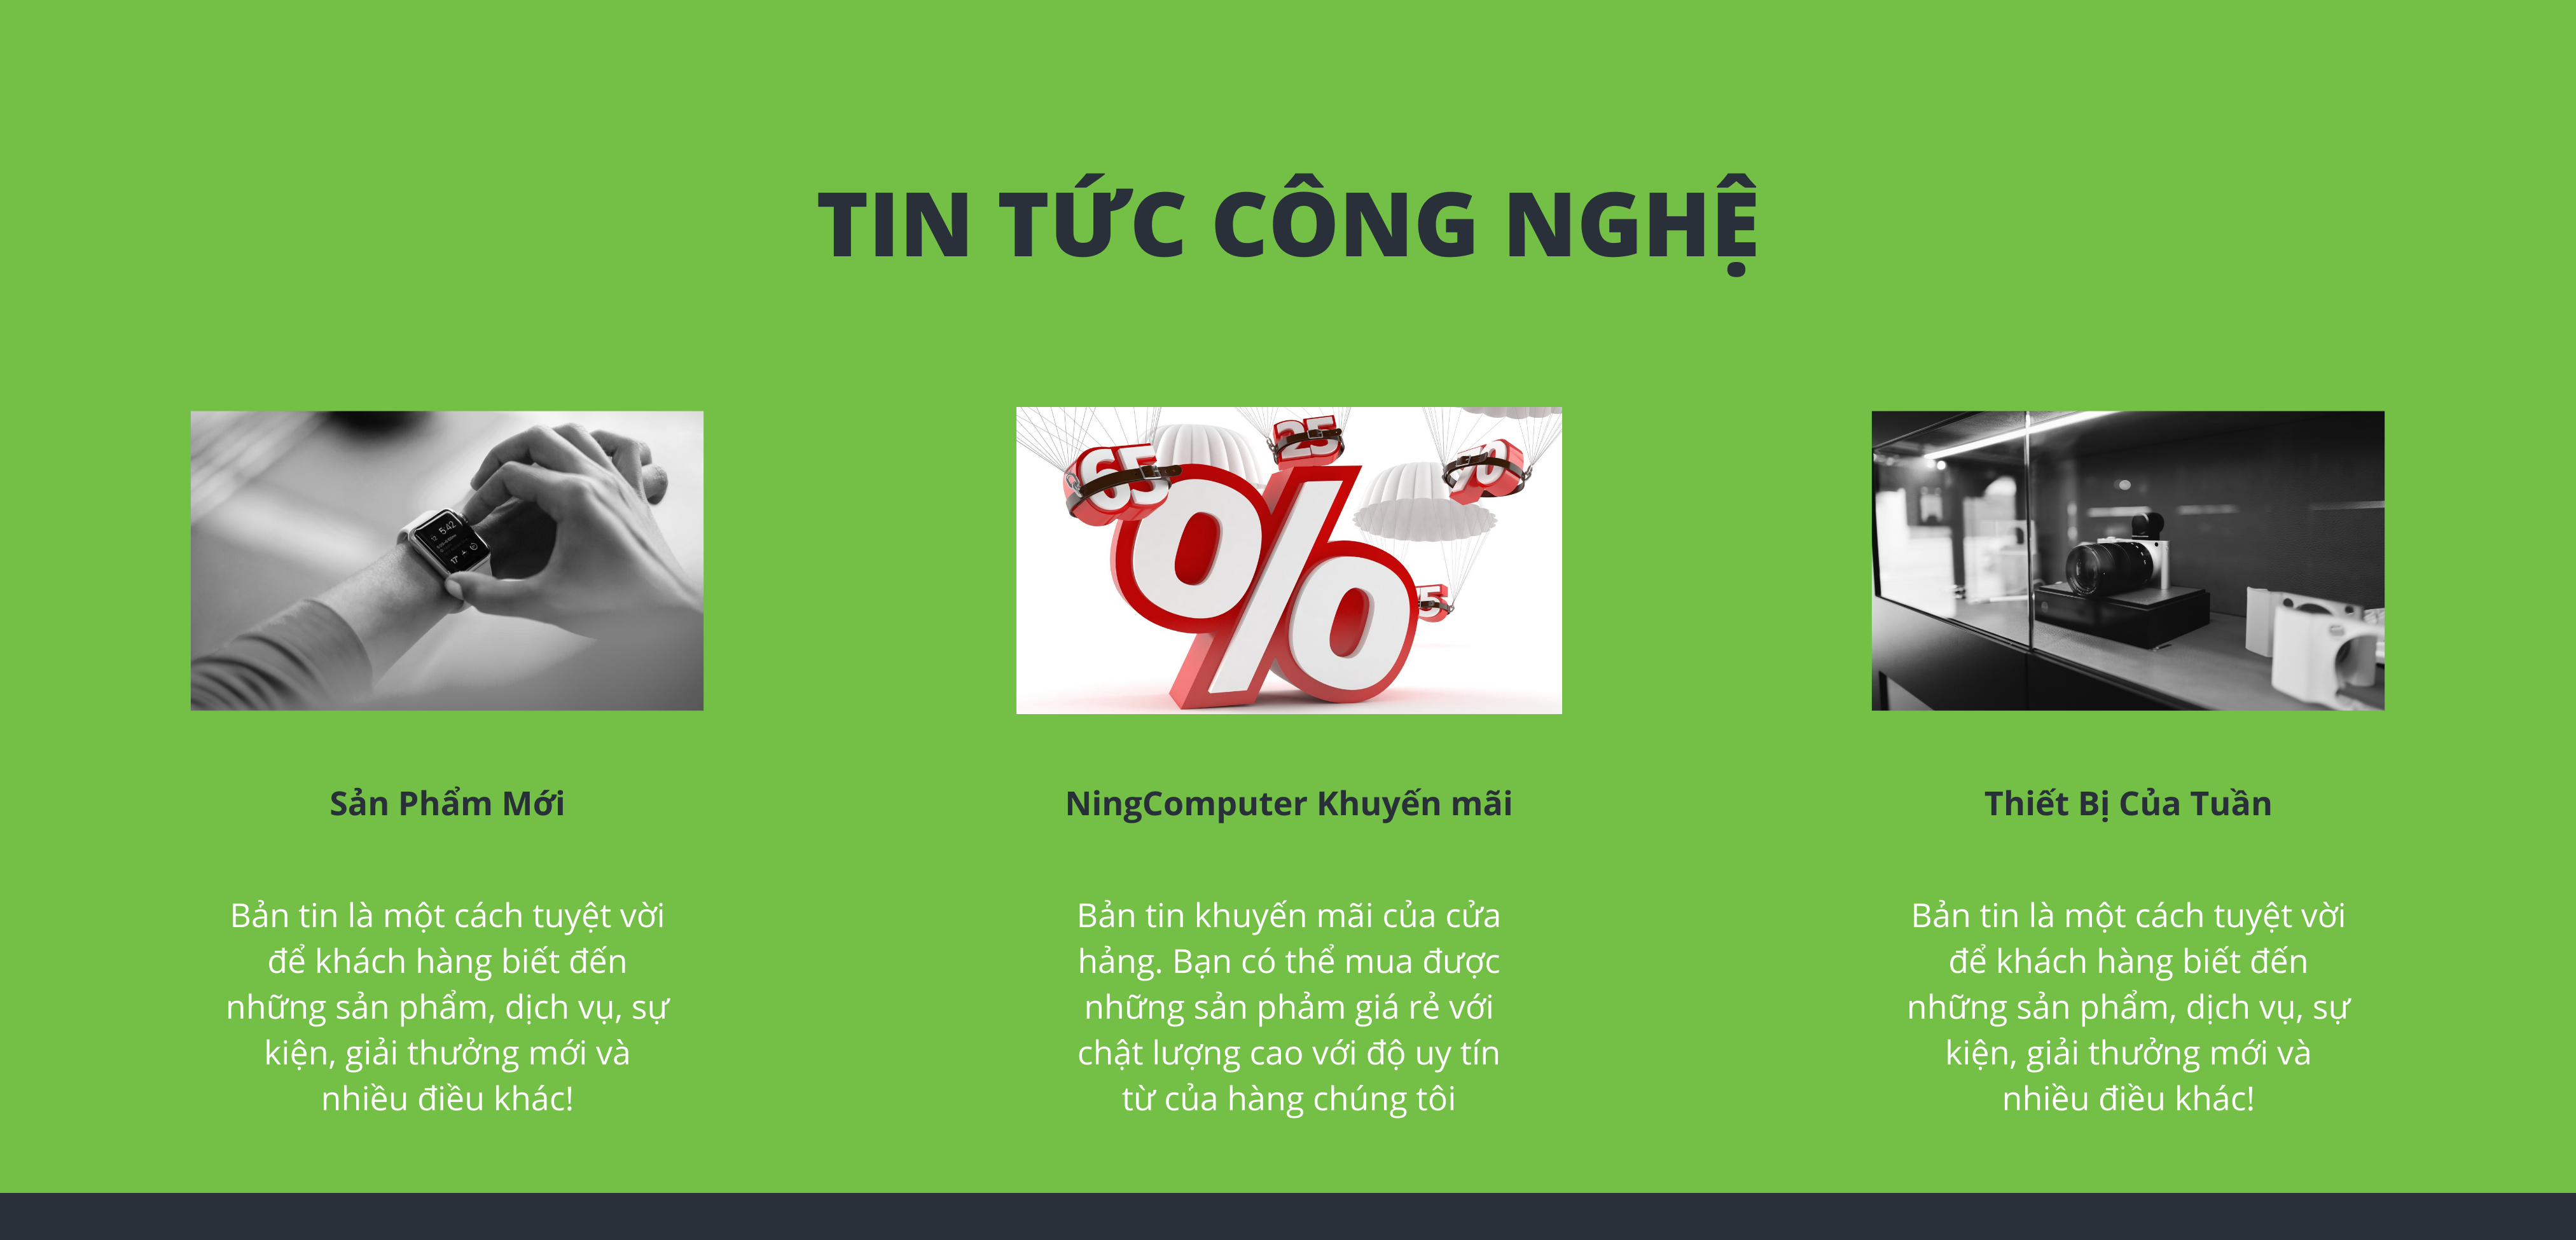 TIN TỨC CÔNG NGHỆ
5:42
65
25
70
5
%
Sản Phẩm Mới
Bản tin là một cách tuyệt vời
để khách hàng biết đến
những sản phẩm, dịch vụ, sự
kiện, giải thưởng mới và
nhiều điều khác!
NingComputer Khuyến mãi
Bản tin khuyến mãi của cửa
hảng. Bạn có thể mua được
những sản phảm giá rẻ với
chật lượng cao với độ uy tín
từ của hàng chúng tôi
Thiết Bị Của Tuần
Bản tin là một cách tuyệt vời
để khách hàng biết đến
những sản phẩm, dịch vụ, sự
kiện, giải thưởng mới và
nhiều điều khác!